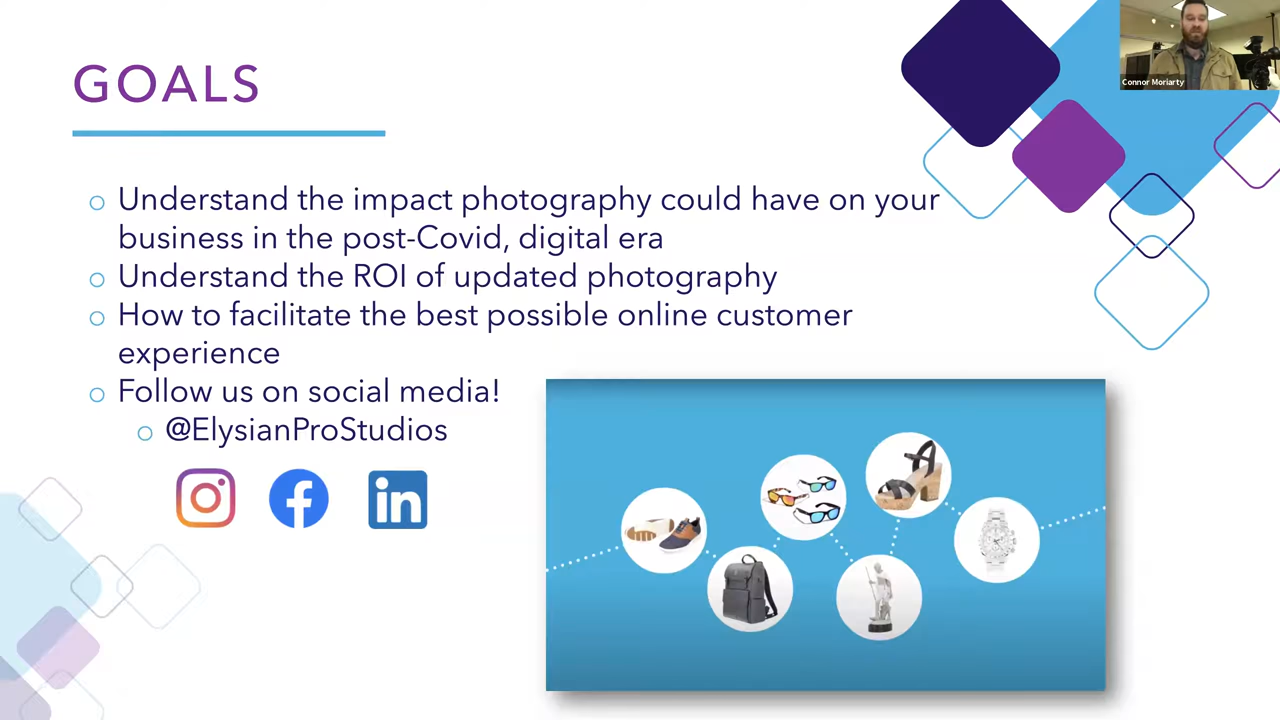 GOALS
Connor Moriarty
Understand the impact photography could have on your
business in the post-Covid, digital era
Understand the ROI of updated photography
How to facilitate the best possible online customer
experience
Follow us on social media!
@ElysianProStudios
in